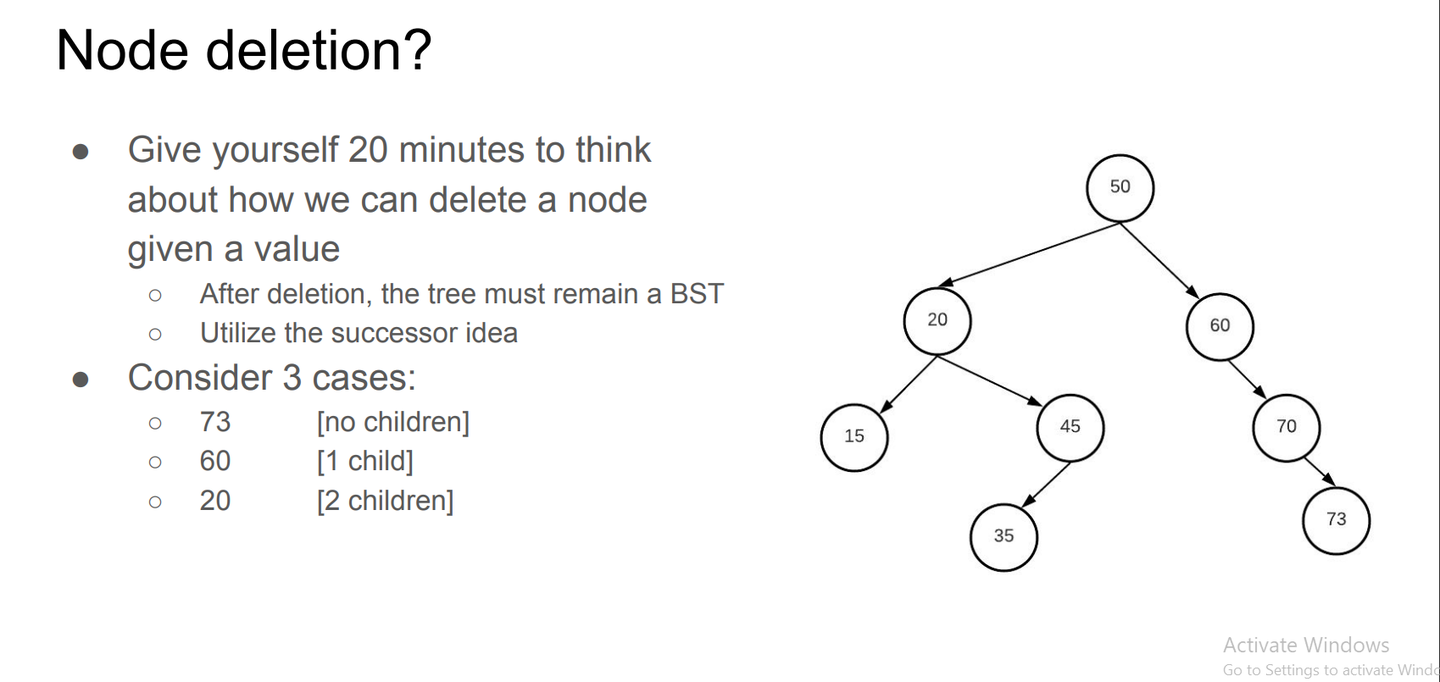 Node deletion?
● Give yourself 20 minutes to think
about how we can delete a node
given a value
○ After deletion, the tree must remain a BST
○ Utilize the successor idea
● Consider 3 cases:
○ 73 [no children]
○ 60 [1 child]
○ 20 [2 children]
50
20
60
15
45
70
35
73
Activate Windows
Go to Settings to activate Windo